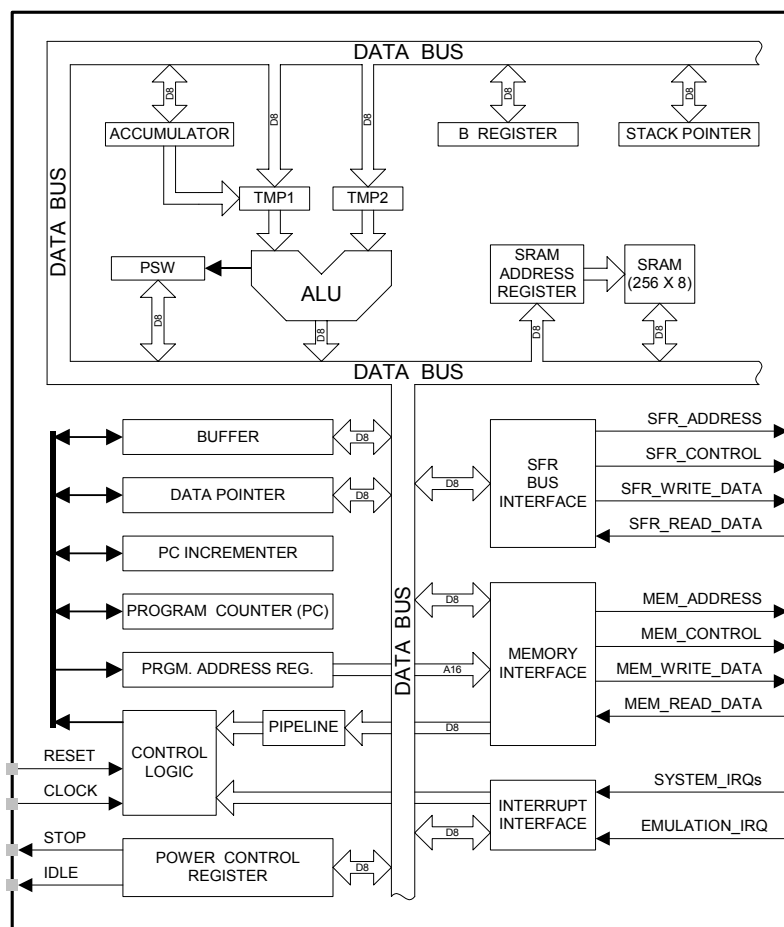 DATA BUS
D8
D8
D8
D8
D8
ACCUMULATOR
B REGISTER
STACK POINTER
DATA BUS
TMP1
TMP2
PSW
ALU
SRAM
ADDRESS
REGISTER
SRAM
(256 X 8)
D8
D8
D8
D8
DATA BUS
BUFFER
D8
DATA POINTER
D8
PC INCREMENTER
PROGRAM COUNTER (PC)
PRGM. ADDRESS REG.
A16
PIPELINE
D8
CONTROL
LOGIC
RESET
CLOCK
STOP
IDLE
POWER CONTROL
REGISTER
D8
DATA BUS
D8
SFR
BUS
INTERFACE
SFR_ADDRESS
SFR_CONTROL
SFR_WRITE_DATA
SFR_READ_DATA
D8
MEMORY
INTERFACE
MEM_ADDRESS
MEM_CONTROL
MEM_WRITE_DATA
MEM_READ_DATA
D8
INTERRUPT
INTERFACE
SYSTEM_IRQs
EMULATION_IRQ